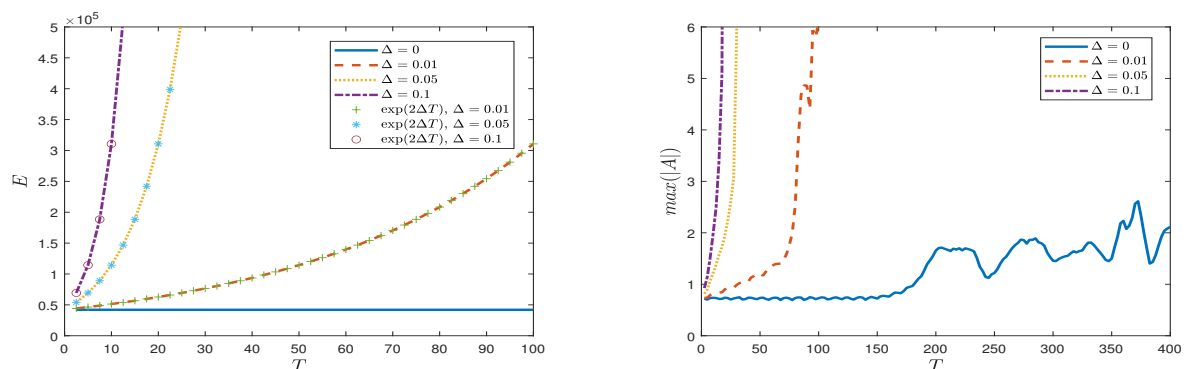 ×10⁵
5
4.5
4
3.5
3
2.5
2
1.5
1
0.5
0
E
0 10 20 30 40 50 60 70 80 90 100
T
Δ = 0
Δ = 0.01
Δ = 0.05
Δ = 0.1
exp(2ΔT), Δ = 0.01
exp(2ΔT), Δ = 0.05
exp(2ΔT), Δ = 0.1
6
5
4
3
2
1
0
max(|A|)
0 50 100 150 200 250 300 350 400
T
Δ = 0
Δ = 0.01
Δ = 0.05
Δ = 0.1